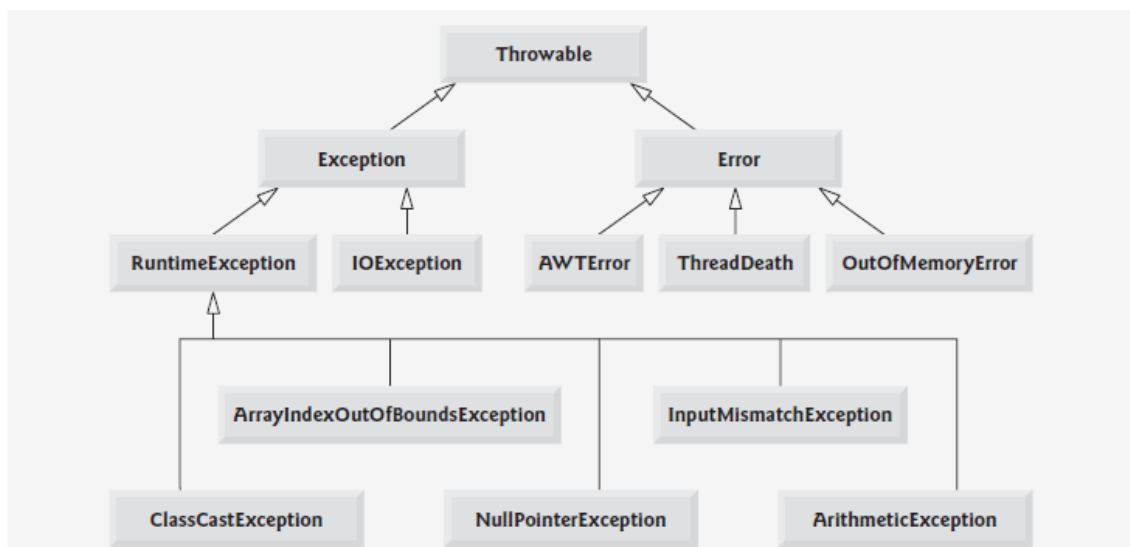 Throwable
Exception
Error
RuntimeException
IOException
AWTError
ThreadDeath
OutOfMemoryError
ArrayIndexOutOfBoundsException
InputMismatchException
ClassCastException
NullPointerException
ArithmeticException